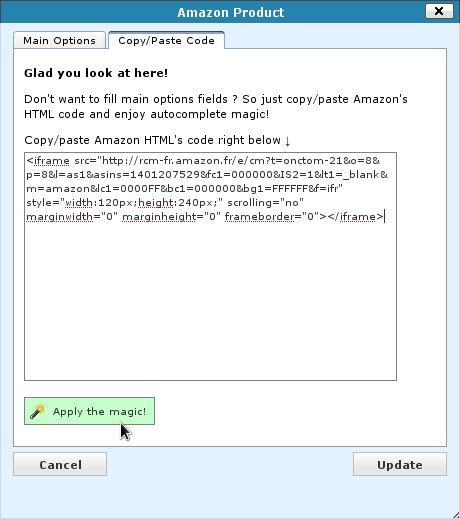 Amazon Product
Main Options
Copy/Paste Code
Glad you look at here!
Don't want to fill main options fields ? So just copy/paste Amazon's
HTML code and enjoy autocomplete magic!
Copy/paste Amazon HTML's code right below ↓
<iframe src="http://rcm-fr.amazon.fr/e/cm?t=onctom-21&o=8&
p=8&l=as1&asins=1401207529&fc1=000000&IS2=1&lt1=_blank&
m=amazon&lc1=0000FF&bc1=000000&bg1=FFFFFF&f=ifr"
style="width:120px;height:240px;" scrolling="no"
marginwidth="0" marginheight="0" frameborder="0"></iframe>
Apply the magic!
Cancel
Update